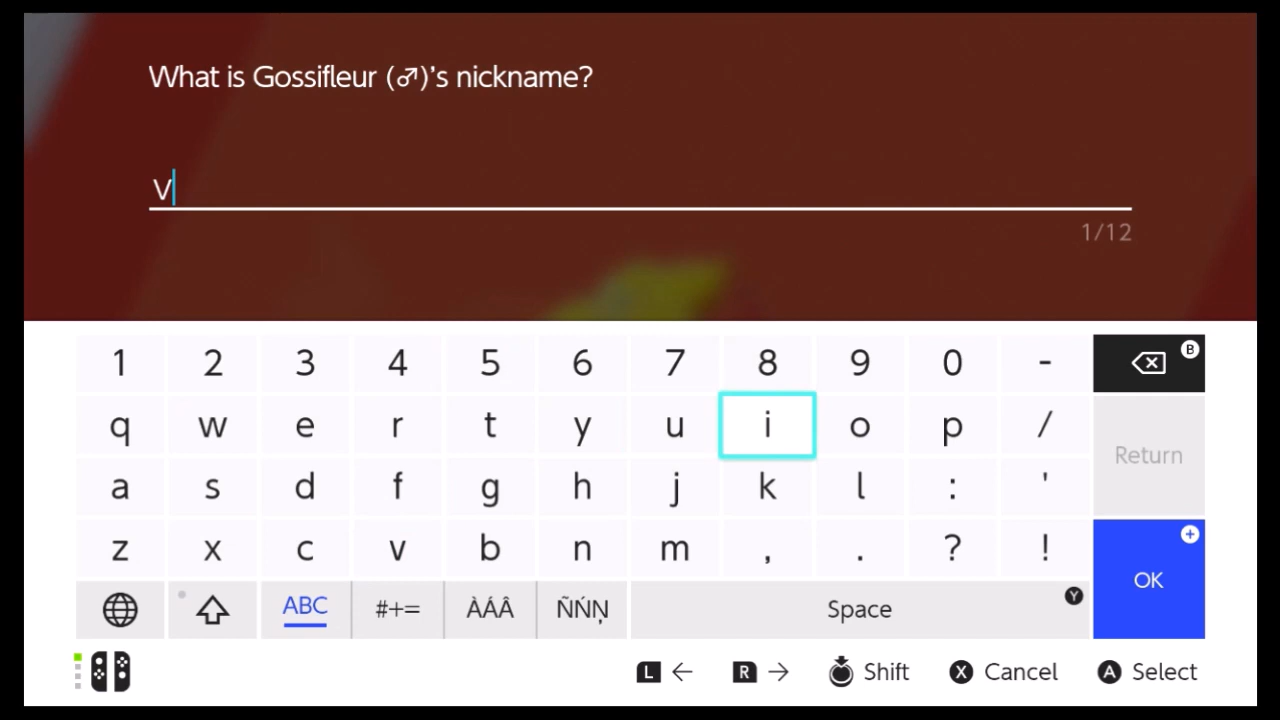 What is Gossifleur (♂)'s nickname?
V
1/12
1 2 3 4 5 6 7 8 9 0 -
B
q w e r t y u i o p /
Return
a s d f g h j k l : '
z x c v b n m , . ? !
+
OK
ABC #+= ÀÁÂ ÑŃŅ Space
Y
L ← R → Shift X Cancel A Select